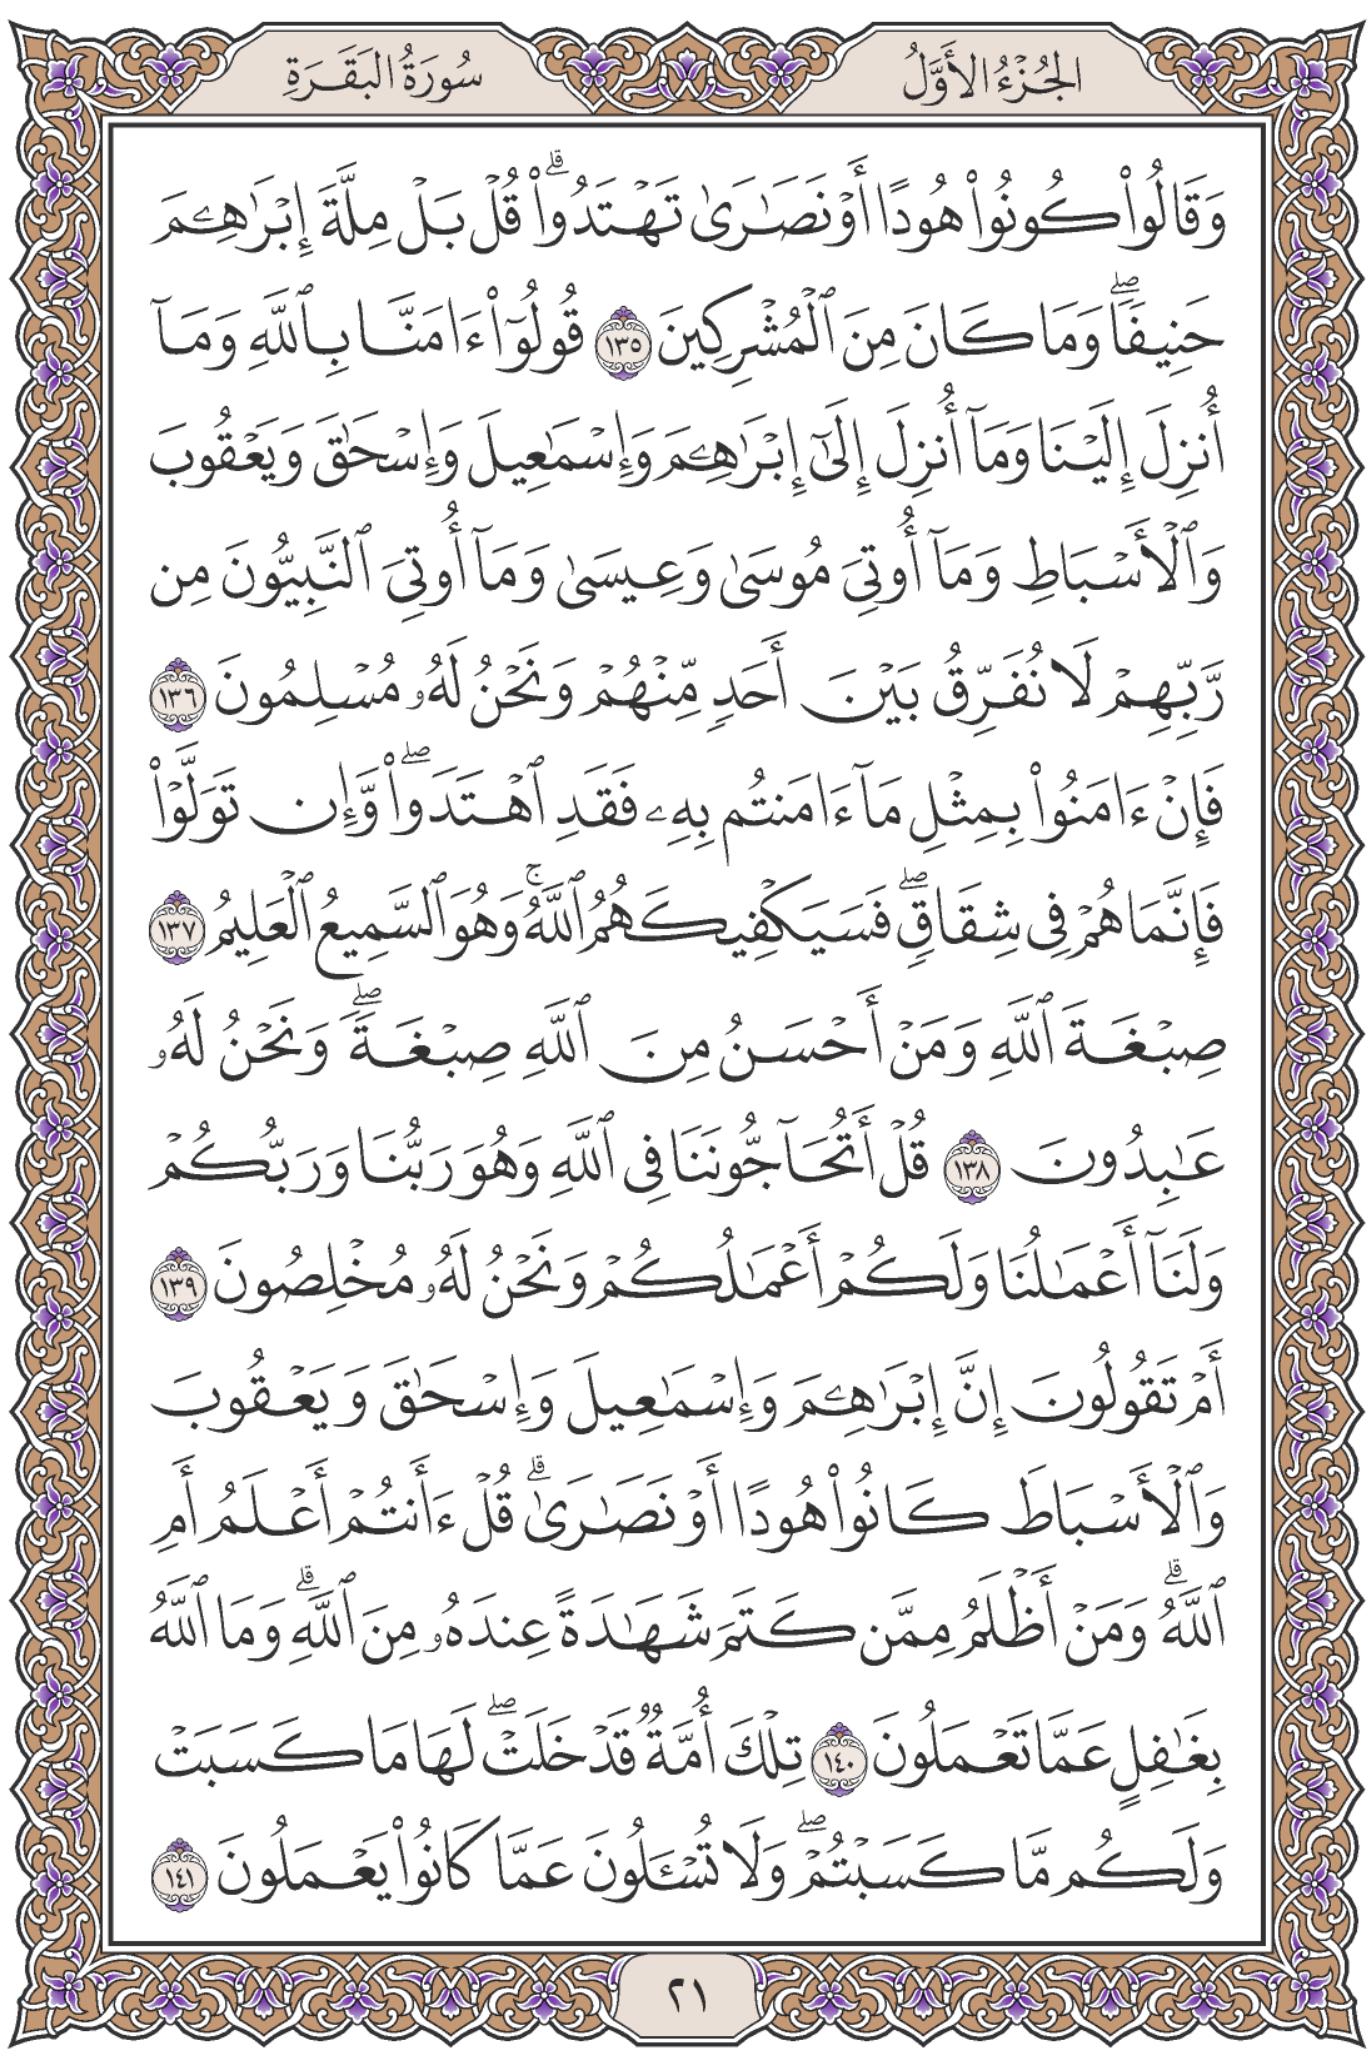 الجُزْءُ الأَوَّلُ
سُورَةُ البَقَرَةِ
وَقَالُواْ كُونُواْ هُودًا أَوۡ نَصَٰرَىٰ تَهۡتَدُواْۗ قُلۡ بَلۡ مِلَّةَ إِبۡرَٰهِـۧمَ
حَنِيفٗاۖ وَمَا كَانَ مِنَ ٱلۡمُشۡرِكِينَ ١٣٥ قُولُوٓاْ ءَامَنَّا بِٱللَّهِ وَمَآ
أُنزِلَ إِلَيۡنَا وَمَآ أُنزِلَ إِلَىٰٓ إِبۡرَٰهِـۧمَ وَإِسۡمَٰعِيلَ وَإِسۡحَٰقَ وَيَعۡقُوبَ
وَٱلۡأَسۡبَاطِ وَمَآ أُوتِيَ مُوسَىٰ وَعِيسَىٰ وَمَآ أُوتِيَ ٱلنَّبِيُّونَ مِن
رَّبِّهِمۡ لَا نُفَرِّقُ بَيۡنَ أَحَدٖ مِّنۡهُمۡ وَنَحۡنُ لَهُۥ مُسۡلِمُونَ ١٣٦
فَإِنۡ ءَامَنُواْ بِمِثۡلِ مَآ ءَامَنتُم بِهِۦ فَقَدِ ٱهۡتَدَواْۖ وَّإِن تَوَلَّوۡاْ
فَإِنَّمَا هُمۡ فِي شِقَاقٖۖ فَسَيَكۡفِيكَهُمُ ٱللَّهُۚ وَهُوَ ٱلسَّمِيعُ ٱلۡعَلِيمُ ١٣٧
صِبۡغَةَ ٱللَّهِ وَمَنۡ أَحۡسَنُ مِنَ ٱللَّهِ صِبۡغَةٗۖ وَنَحۡنُ لَهُۥ
عَٰبِدُونَ ١٣٨ قُلۡ أَتُحَآجُّونَنَا فِي ٱللَّهِ وَهُوَ رَبُّنَا وَرَبُّكُمۡ
وَلَنَآ أَعۡمَٰلُنَا وَلَكُمۡ أَعۡمَٰلُكُمۡ وَنَحۡنُ لَهُۥ مُخۡلِصُونَ ١٣٩
أَمۡ تَقُولُونَ إِنَّ إِبۡرَٰهِـۧمَ وَإِسۡمَٰعِيلَ وَإِسۡحَٰقَ وَيَعۡقُوبَ
وَٱلۡأَسۡبَاطَ كَانُواْ هُودًا أَوۡ نَصَٰرَىٰۗ قُلۡ ءَأَنتُمۡ أَعۡلَمُ أَمِ
ٱللَّهُۗ وَمَنۡ أَظۡلَمُ مِمَّن كَتَمَ شَهَٰدَةً عِندَهُۥ مِنَ ٱللَّهِۗ وَمَا ٱللَّهُ
بِغَٰفِلٍ عَمَّا تَعۡمَلُونَ ١٤٠ تِلۡكَ أُمَّةٞ قَدۡ خَلَتۡۖ لَهَا مَا كَسَبَتۡ
وَلَكُم مَّا كَسَبۡتُمۡۖ وَلَا تُسۡـَٔلُونَ عَمَّا كَانُواْ يَعۡمَلُونَ ١٤١
٢١